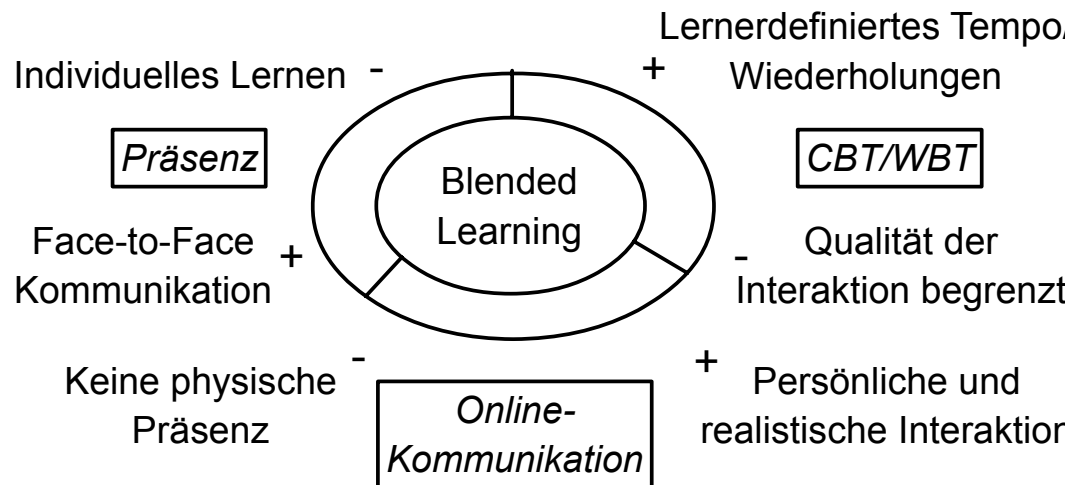 Individuelles Lernen -
Präsenz
Face-to-Face
Kommunikation +
Keine physische -
Präsenz
Blended
Learning
Online-
Kommunikation
Lernerdefiniertes Tempo/
+ Wiederholungen
CBT/WBT
- Qualität der
Interaktion begrenzt
+ Persönliche und
realistische Interaktion